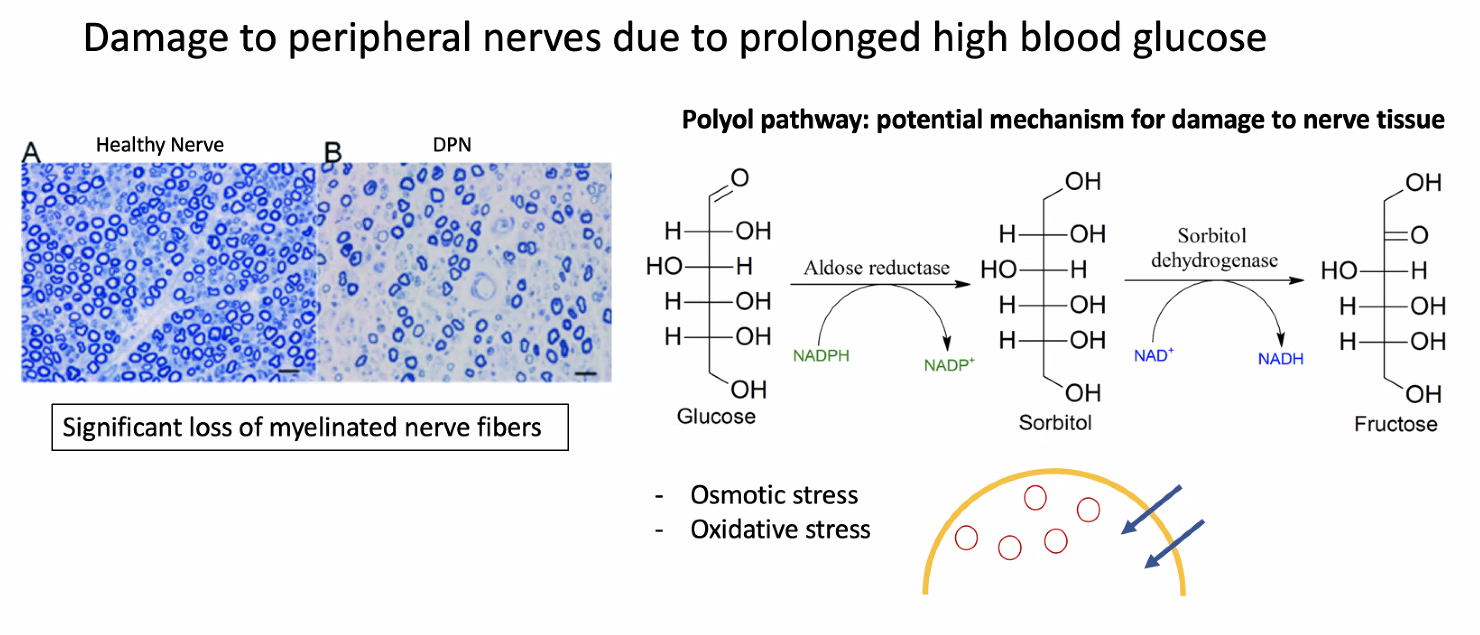 Damage to peripheral nerves due to prolonged high blood glucose
A
Healthy Nerve
B
DPN
Significant loss of myelinated nerve fibers
Polyol pathway: potential mechanism for damage to nerve tissue
O
H
OH
HO
H
H
OH
H
OH
OH
Glucose
Aldose reductase
NADPH
NADP⁺
OH
H
OH
HO
H
H
OH
H
OH
OH
Sorbitol
Sorbitol
dehydrogenase
NAD⁺
NADH
OH
O
HO
H
H
OH
H
OH
OH
Fructose
- Osmotic stress
- Oxidative stress